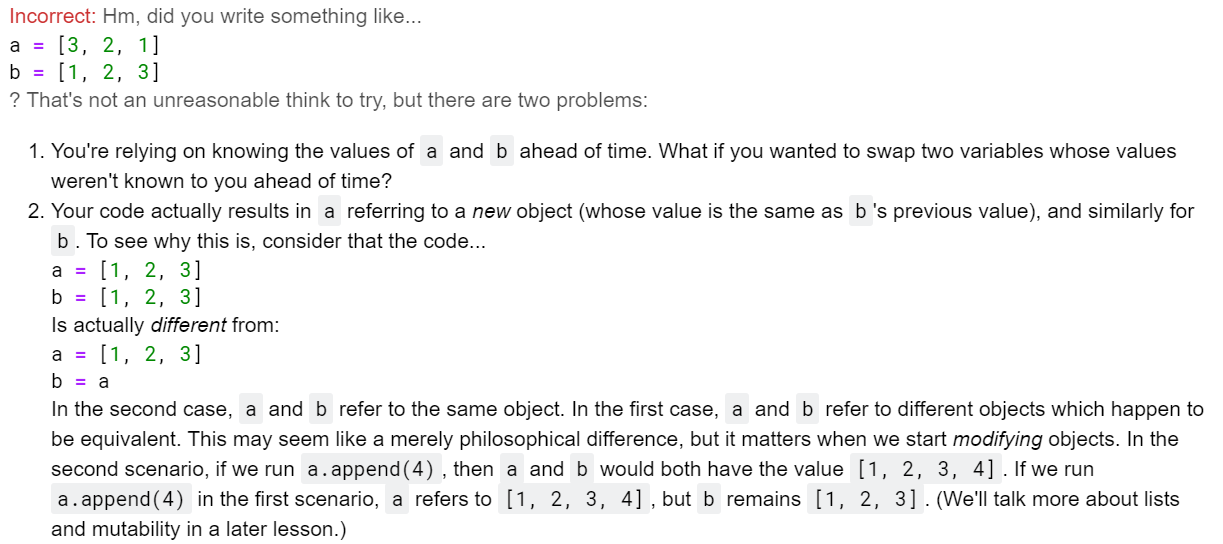 Incorrect: Hm, did you write something like...
a = [3, 2, 1]
b = [1, 2, 3]
? That's not an unreasonable think to try, but there are two problems:
1. You're relying on knowing the values of a and b ahead of time. What if you wanted to swap two variables whose values
weren't known to you ahead of time?
2. Your code actually results in a referring to a new object (whose value is the same as b 's previous value), and similarly for
b . To see why this is, consider that the code...
a = [1, 2, 3]
b = [1, 2, 3]
Is actually different from:
a = [1, 2, 3]
b = a
In the second case, a and b refer to the same object. In the first case, a and b refer to different objects which happen to
be equivalent. This may seem like a merely philosophical difference, but it matters when we start modifying objects. In the
second scenario, if we run a.append(4) , then a and b would both have the value [1, 2, 3, 4] . If we run
a.append(4) in the first scenario, a refers to [1, 2, 3, 4] , but b remains [1, 2, 3] . (We'll talk more about lists
and mutability in a later lesson.)